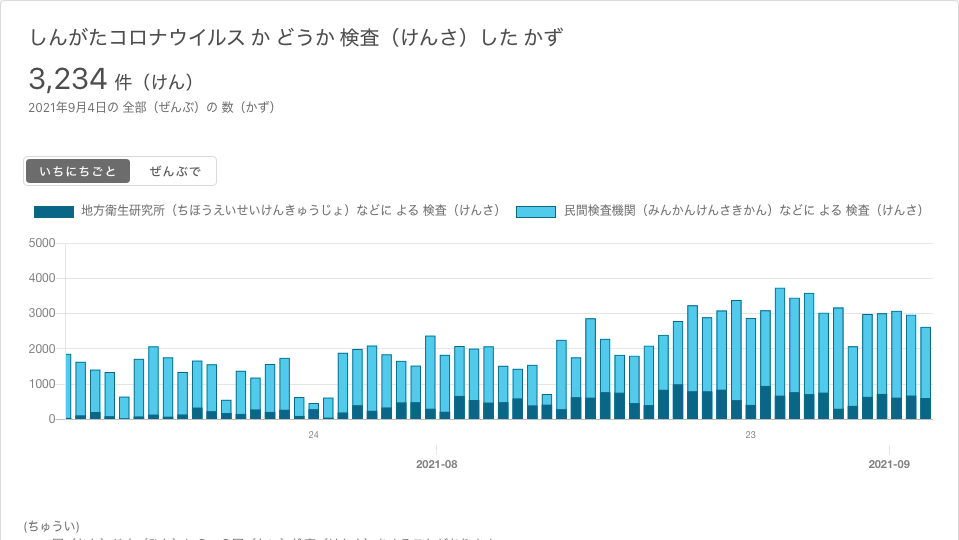 しんがたコロナウイルス か どうか 検査（けんさ）した かず
3,234 件（けん）
2021年9月4日の 全部（ぜんぶ）の 数（かず）
いちにちごと ぜんぶで
地方衛生研究所（ちほうえいせいけんきゅうじょ）などに よる 検査（けんさ） 民間検査機関（みんかんけんさきかん）などに よる 検査（けんさ）
5000
4000
3000
2000
1000
0
24 23
2021-08 2021-09
(ちゅうい)